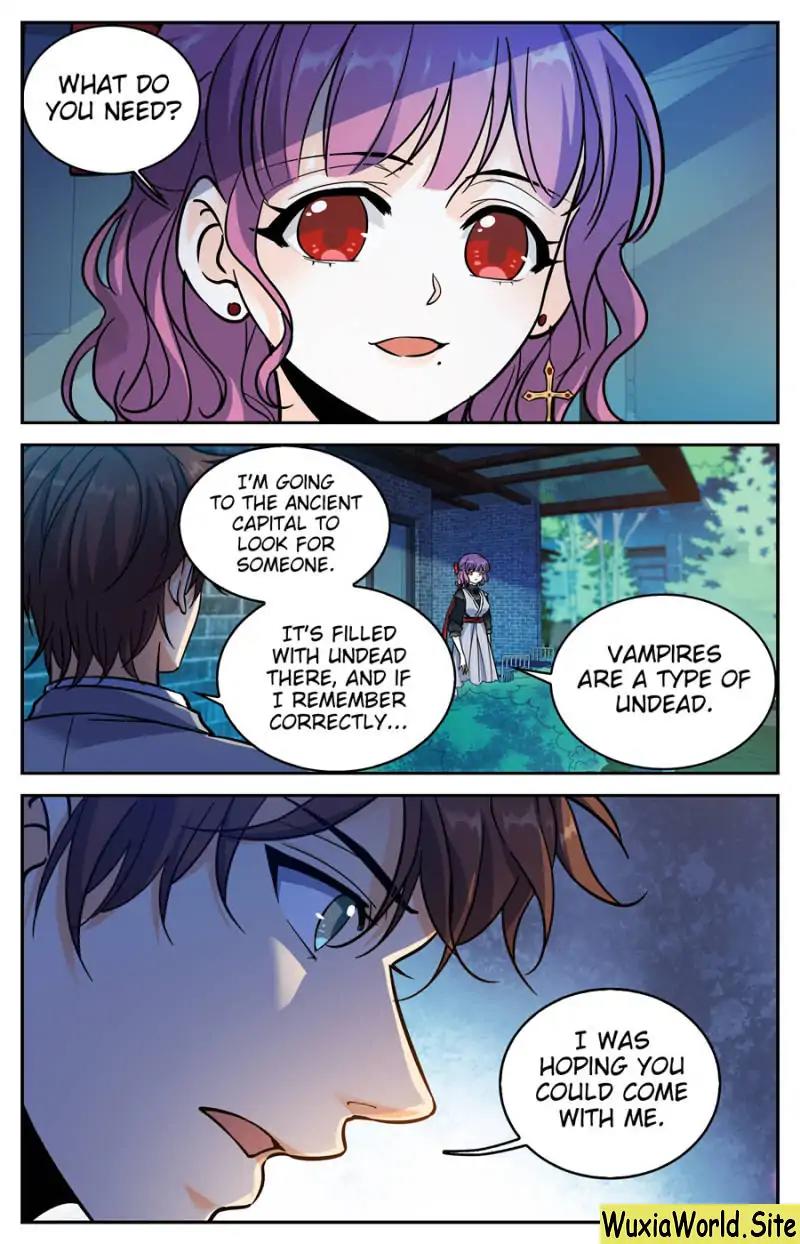 WHAT DO
YOU NEED?
I'M GOING
TO THE ANCIENT
CAPITAL TO
LOOK FOR
SOMEONE.
IT'S FILLED
WITH UNDEAD
THERE, AND IF
I REMEMBER
CORRECTLY...
VAMPIRES
ARE A TYPE OF
UNDEAD.
I WAS
HOPING YOU
COULD COME
WITH ME.
WuxiaWorld.Site